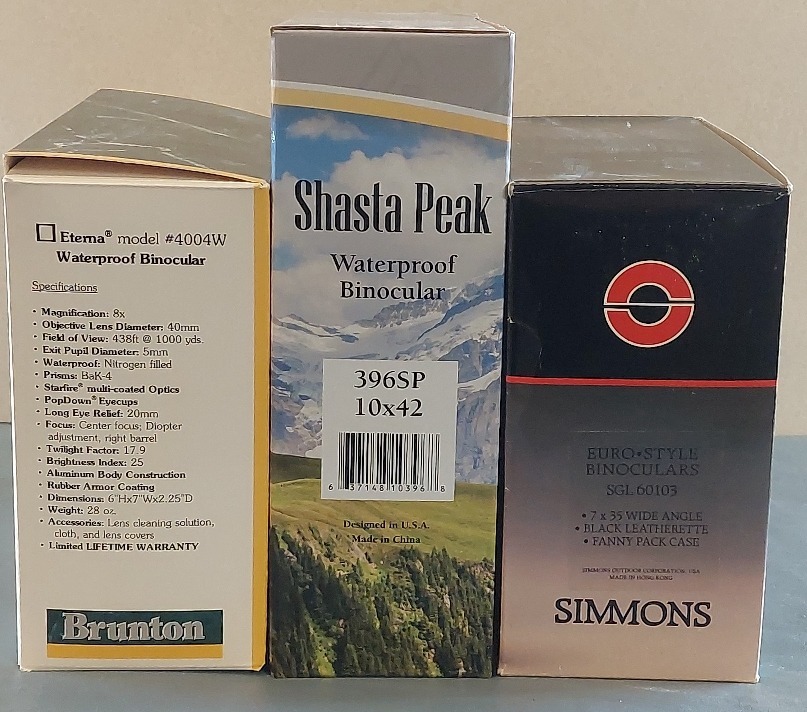 Eterna® model #4004W
Waterproof Binocular
Specifications
• Magnification: 8x
• Objective Lens Diameter: 40mm
• Field of View: 438ft @ 1000 yds.
• Exit Pupil Diameter: 5mm
• Waterproof: Nitrogen filled
• Prisms: BaK-4
• Starfire® multi-coated Optics
• PopDown® Eyecups
• Long Eye Relief: 20mm
• Focus: Center focus; Diopter
adjustment, right barrel
• Twilight Factor: 17.9
• Brightness Index: 25
• Aluminum Body Construction
• Rubber Armor Coating
• Dimensions: 6"Hx7"Wx2.25"D
• Weight: 28 oz.
• Accessories: Lens cleaning solution,
cloth, and lens covers
• Limited LIFETIME WARRANTY
Brunton
Shasta Peak
Waterproof
Binocular
396SP
10x42
6 37148 10396 8
Designed in U.S.A.
Made in China
EURO•STYLE
BINOCULARS
SGL 60103
• 7 x 35 WIDE ANGLE
• BLACK LEATHERETTE
• FANNY PACK CASE
SIMMONS OUTDOOR CORPORATION, USA
MADE IN HONG KONG
SIMMONS